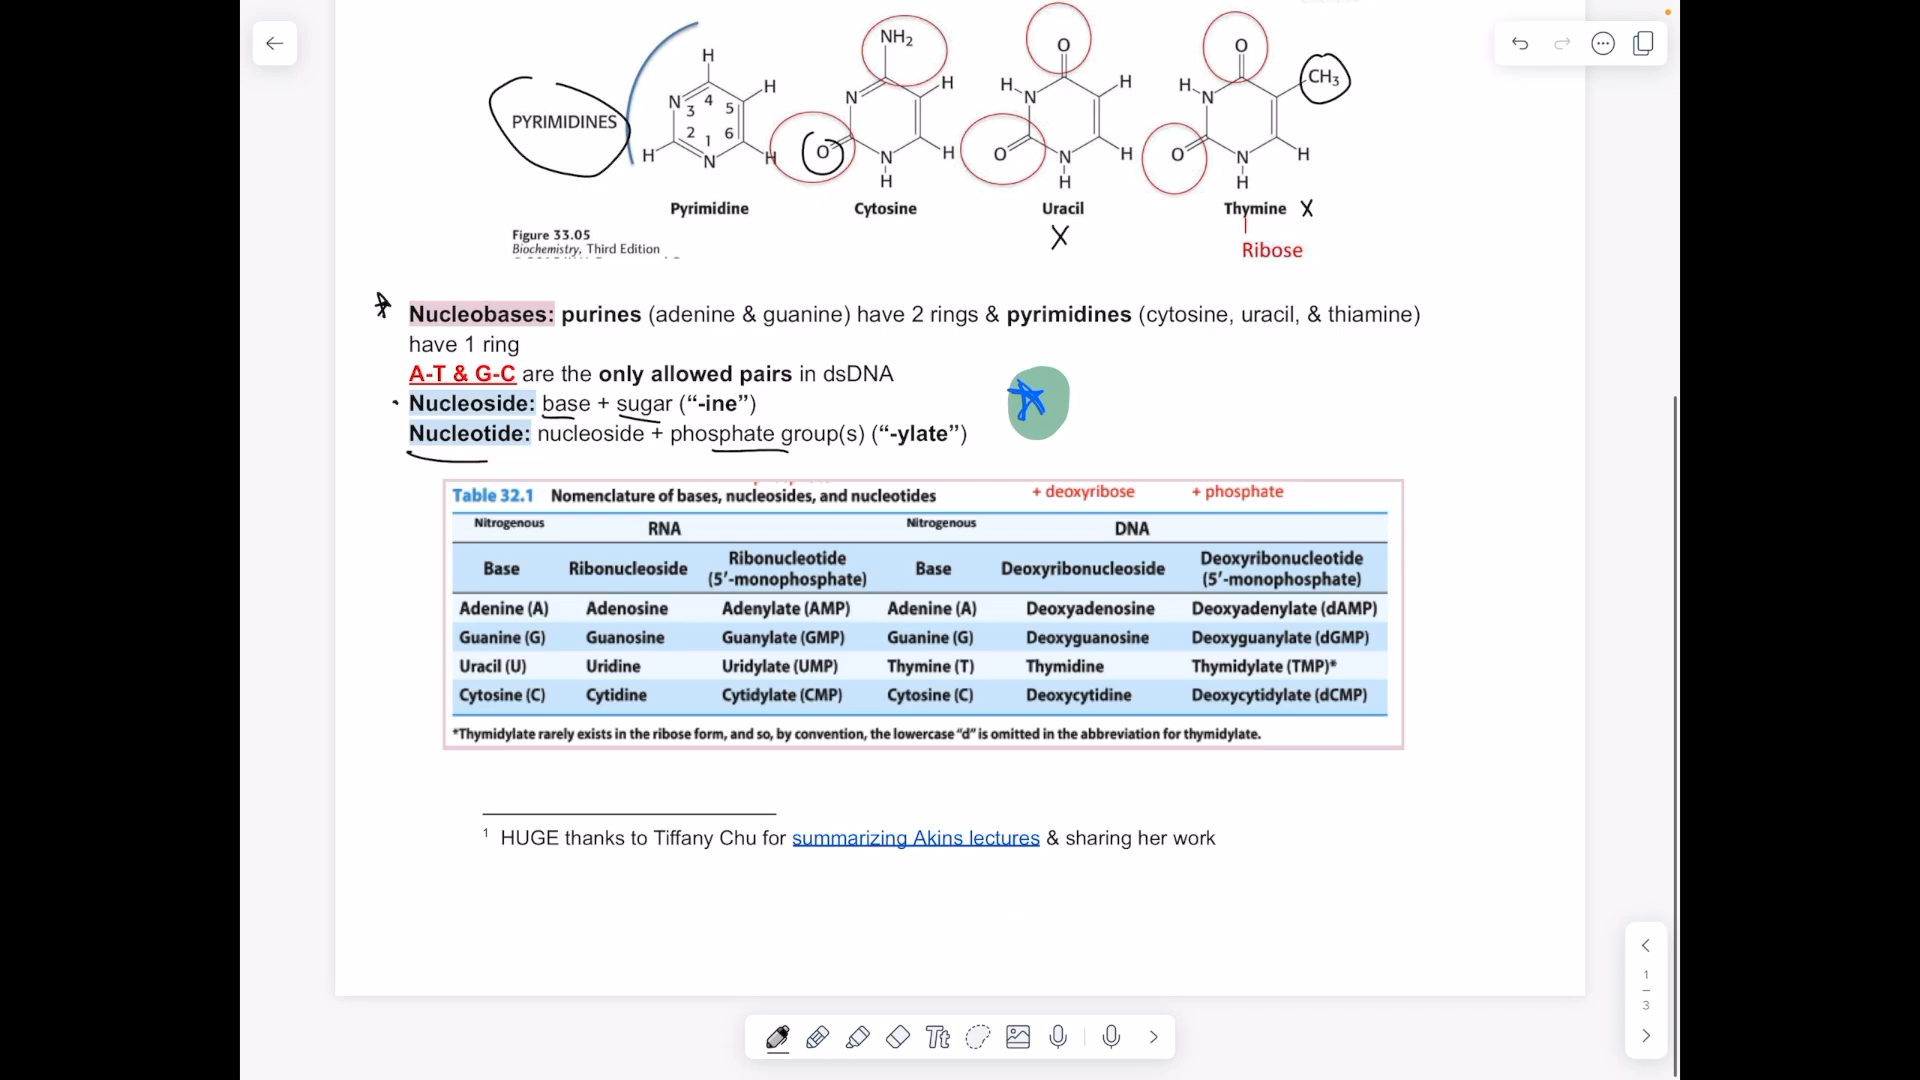 NH2 O O
H H H H N 3 4 5 2 1 6 N H
N H O N H H
H N H O N H H
H N CH3 O N H H
PYRIMIDINES
Pyrimidine Cytosine Uracil Thymine X
X
Ribose
Figure 33.05
Biochemistry, Third Edition
Nucleobases: purines (adenine & guanine) have 2 rings & pyrimidines (cytosine, uracil, & thiamine)
have 1 ring
A-T & G-C are the only allowed pairs in dsDNA
Nucleoside: base + sugar (“-ine”)
Nucleotide: nucleoside + phosphate group(s) (“-ylate”)
Table 32.1 Nomenclature of bases, nucleosides, and nucleotides + deoxyribose + phosphate
Nitrogenous RNA Nitrogenous DNA
Base Ribonucleoside Ribonucleotide (5′-monophosphate) Base Deoxyribonucleoside Deoxyribonucleotide (5′-monophosphate)
Adenine (A) Adenosine Adenylate (AMP) Adenine (A) Deoxyadenosine Deoxyadenylate (dAMP)
Guanine (G) Guanosine Guanylate (GMP) Guanine (G) Deoxyguanosine Deoxyguanylate (dGMP)
Uracil (U) Uridine Uridylate (UMP) Thymine (T) Thymidine Thymidylate (TMP)*
Cytosine (C) Cytidine Cytidylate (CMP) Cytosine (C) Deoxycytidine Deoxycytidylate (dCMP)
*Thymidylate rarely exists in the ribose form, and so, by convention, the lowercase “d” is omitted in the abbreviation for thymidylate.
1 HUGE thanks to Tiffany Chu for summarizing Akins lectures & sharing her work
1
3
Tt